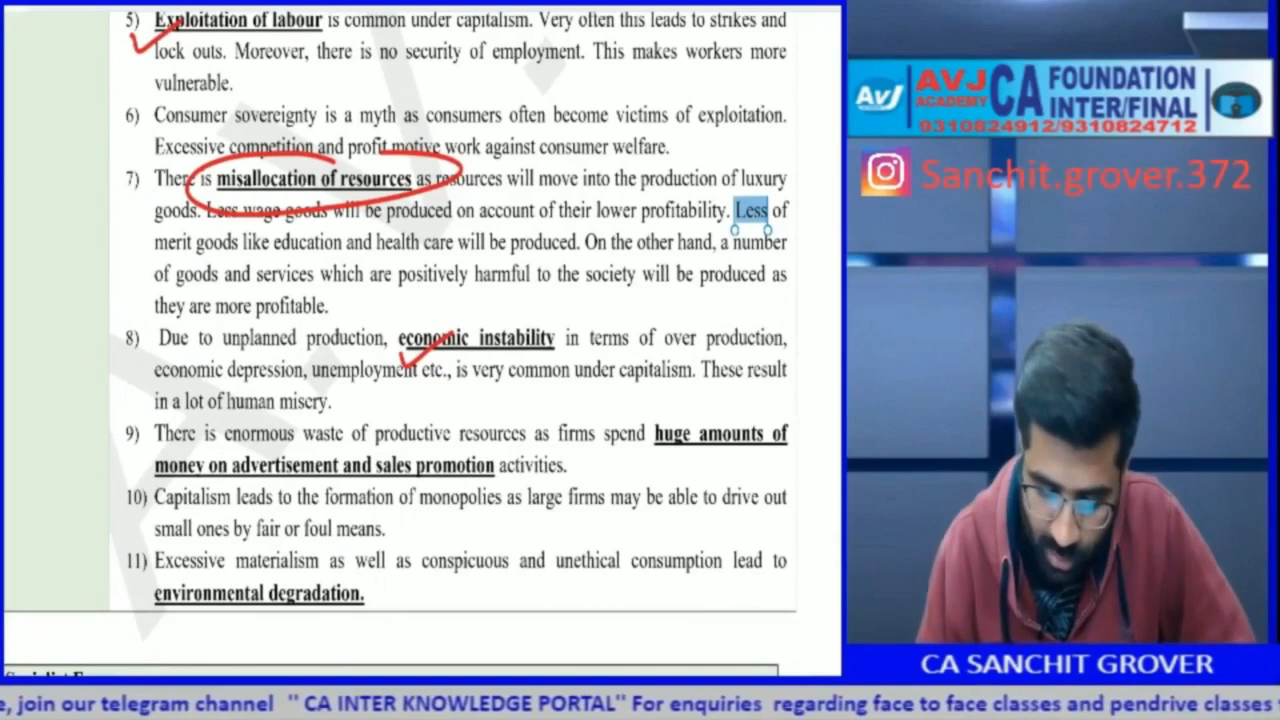 5) Exploitation of labour is common under capitalism. Very often this leads to strikes and
lock outs. Moreover, there is no security of employment. This makes workers more
vulnerable.
6) Consumer sovereignty is a myth as consumers often become victims of exploitation.
Excessive competition and profit motive work against consumer welfare.
7) There is misallocation of resources as resources will move into the production of luxury
goods. Less wage goods will be produced on account of their lower profitability. Less of
merit goods like education and health care will be produced. On the other hand, a number
of goods and services which are positively harmful to the society will be produced as
they are more profitable.
8) Due to unplanned production, economic instability in terms of over production,
economic depression, unemployment etc., is very common under capitalism. These result
in a lot of human misery.
9) There is enormous waste of productive resources as firms spend huge amounts of
money on advertisement and sales promotion activities.
10) Capitalism leads to the formation of monopolies as large firms may be able to drive out
small ones by fair or foul means.
11) Excessive materialism as well as conspicuous and unethical consumption lead to
environmental degradation.
AVJ
AVJ
ACADEMY
CA
FOUNDATION
INTER/FINAL
9310824912/9310824712
Sanchit.grover.372
CA SANCHIT GROVER
e, join our telegram channel " CA INTER KNOWLEDGE PORTAL" For enquiries regarding face to face classes and pendrive classes